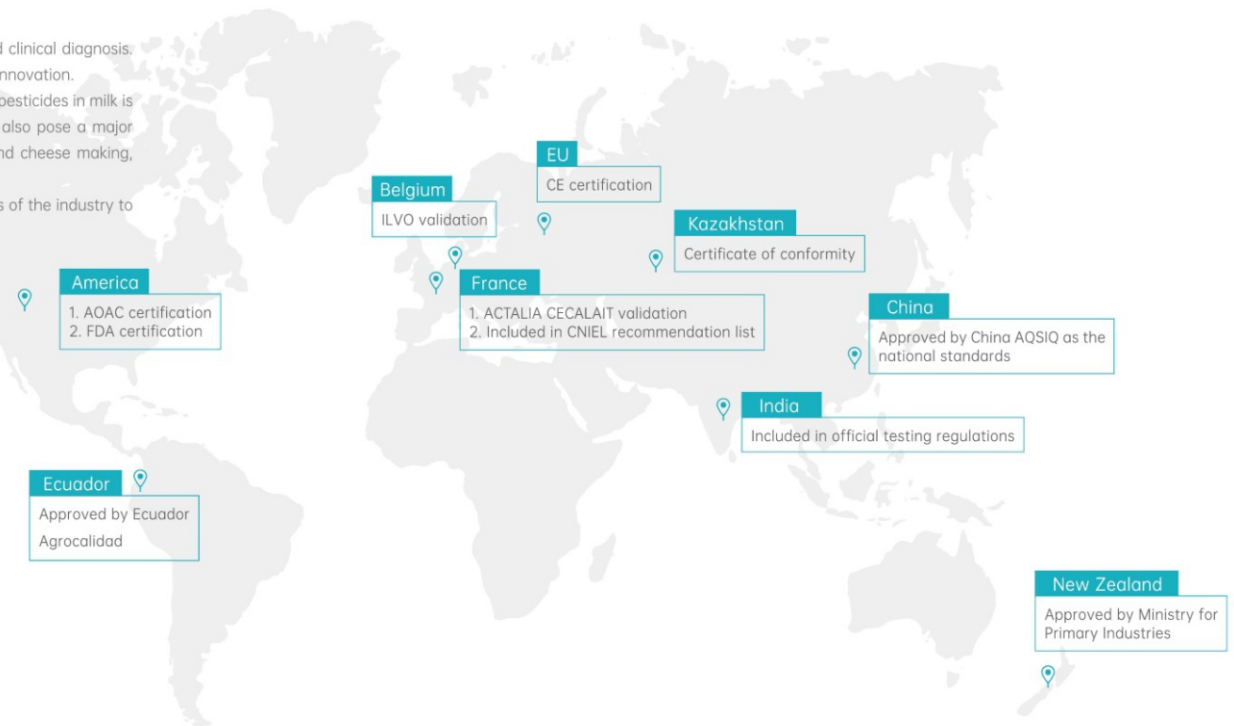 d clinical diagnosis.
nnovation.
pesticides in milk is
also pose a major
nd cheese making,
s of the industry to
EU
CE certification
Belgium
ILVO validation
Kazakhstan
Certificate of conformity
America
1. AOAC certification
2. FDA certification
France
1. ACTALIA CECALAIT validation
2. Included in CNIEL recommendation list
China
Approved by China AQSIQ as the
national standards
India
Included in official testing regulations
Ecuador
Approved by Ecuador
Agrocalidad
New Zealand
Approved by Ministry for
Primary Industries